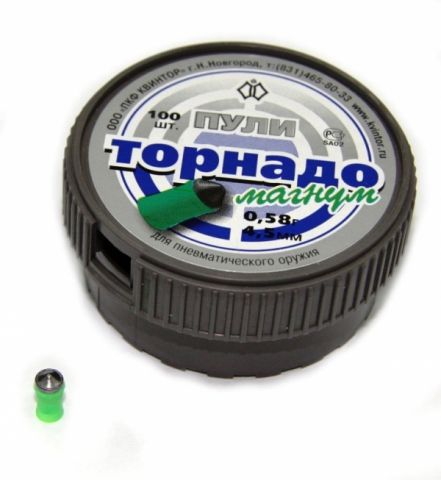 ООО «ПКФ КВИНТОР» г.Н.Новгород, т:(831)465-80-33 www.kvintor.ru
100 шт.
ПУЛИ
РС
SA02
Торнадо
магнум
0,58г
4,5мм
для пневматического оружия